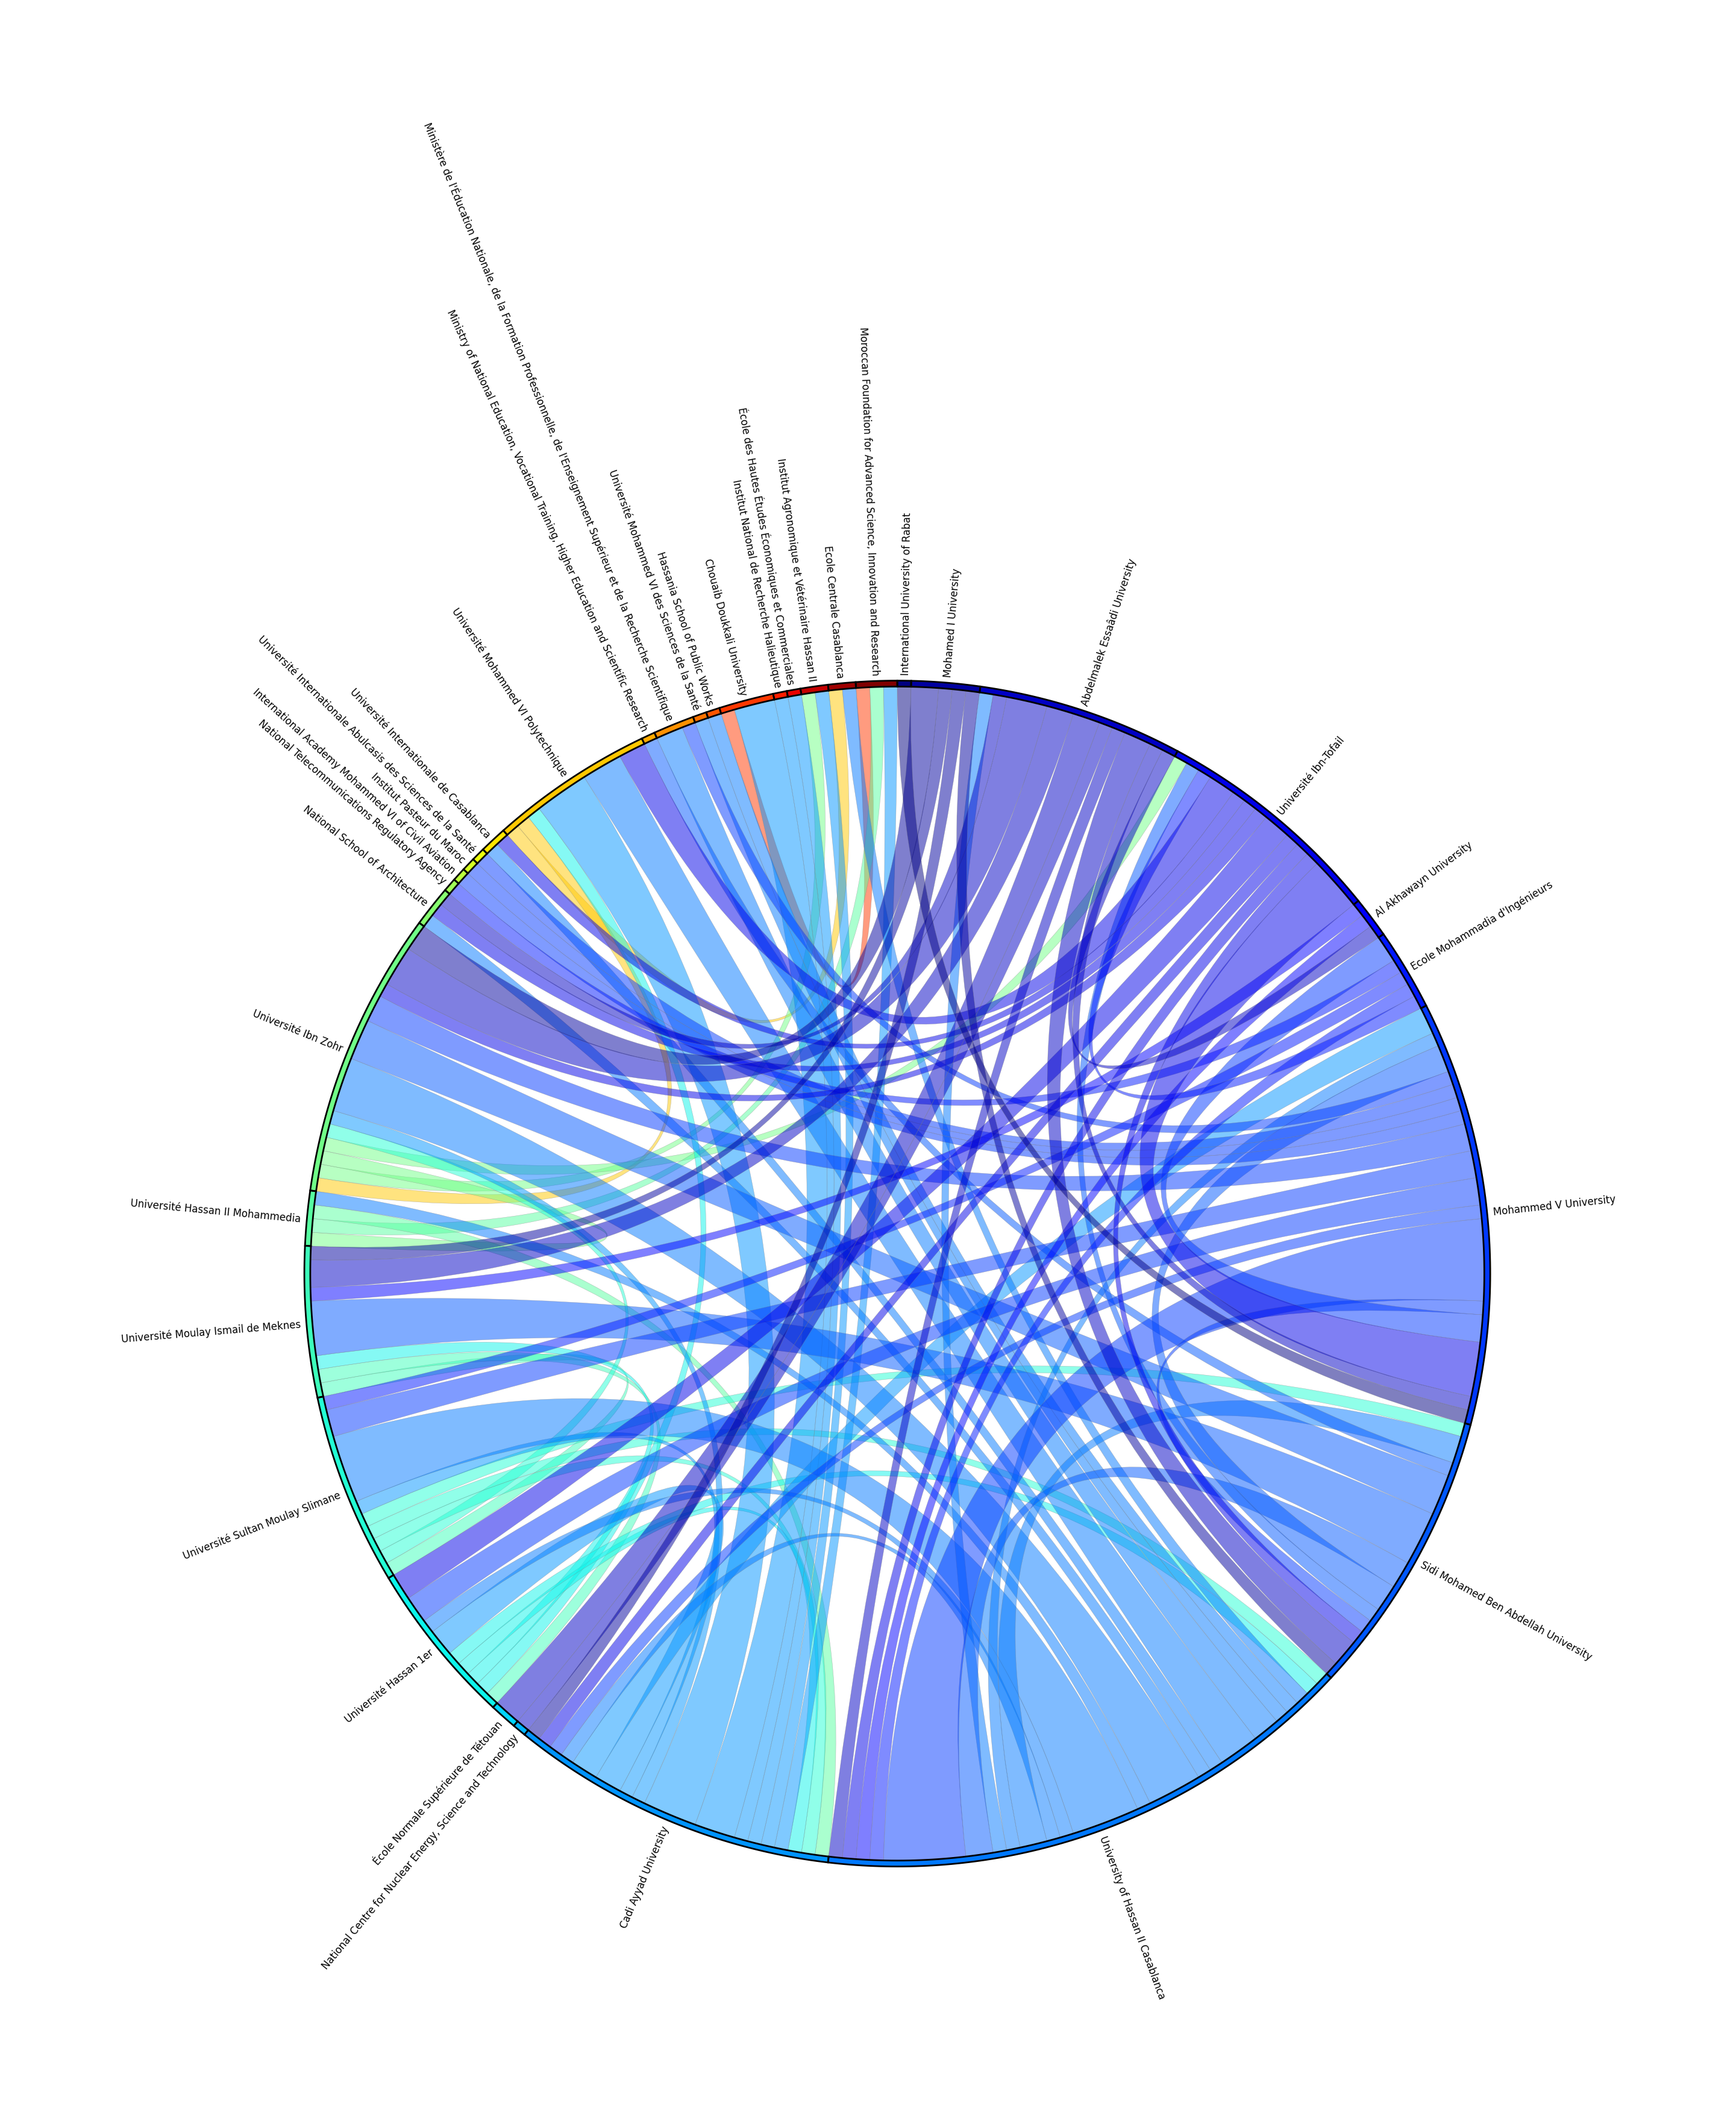 International University of Rabat
Mohamed I University
Abdelmalek Essaâdi University
Université Ibn-Tofail
Al Akhawayn University
Ecole Mohammadia d'Ingénieurs
Mohammed V University
Sidi Mohamed Ben Abdellah University
University of Hassan II Casablanca
Cadi Ayyad University
National Centre for Nuclear Energy, Science and Technology
École Normale Supérieure de Tétouan
Université Hassan 1er
Université Sultan Moulay Slimane
Université Moulay Ismail de Meknes
Université Hassan II Mohammedia
Université Ibn Zohr
National School of Architecture
National Telecommunications Regulatory Agency
International Academy Mohammed VI of Civil Aviation
Institut Pasteur du Maroc
Université Internationale Abulcasis des Sciences de la Santé
Université Internationale de Casablanca
Université Mohammed VI Polytechnique
Ministry of National Education, Vocational Training, Higher Education and Scientific Research
Ministère de l'Éducation Nationale, de la Formation Professionnelle, de l'Enseignement Supérieur et de la Recherche Scientifique
Université Mohammed VI des Sciences de la Santé
Hassania School of Public Works
Chouaib Doukkali University
Institut National de Recherche Halieutique
École des Hautes Études Économiques et Commerciales
Institut Agronomique et Vétérinaire Hassan II
Ecole Centrale Casablanca
Moroccan Foundation for Advanced Science, Innovation and Research